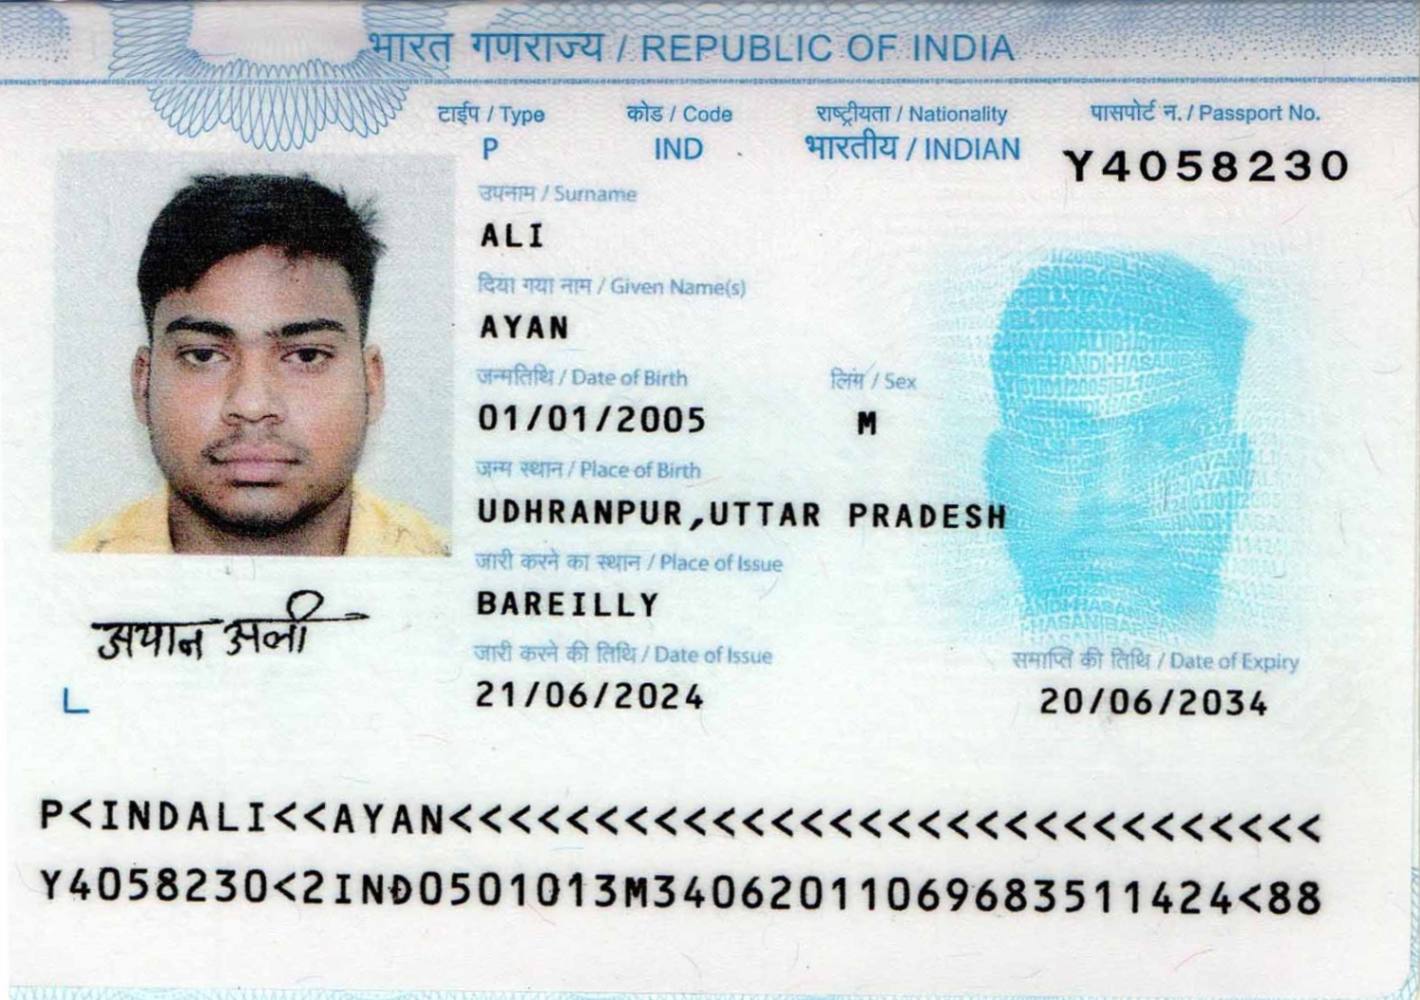 भारत गणराज्य / REPUBLIC OF INDIA
टाईप / Type कोड / Code राष्ट्रीयता / Nationality पासपोर्ट न. / Passport No.
P IND भारतीय / INDIAN Y4058230
उपनाम / Surname
ALI
दिया गया नाम / Given Name(s)
AYAN
जन्मतिथि / Date of Birth लिंग / Sex
01/01/2005 M
जन्म स्थान / Place of Birth
UDHRANPUR,UTTAR PRADESH
जारी करने का स्थान / Place of Issue
BAREILLY
अयान अली
जारी करने की तिथि / Date of Issue समाप्ति की तिथि / Date of Expiry
21/06/2024 20/06/2034
P<INDALI<<AYAN<<<<<<<<<<<<<<<<<<<<<<<<<<<<<<
Y4058230<2IND0501013M34062011069683511424<88